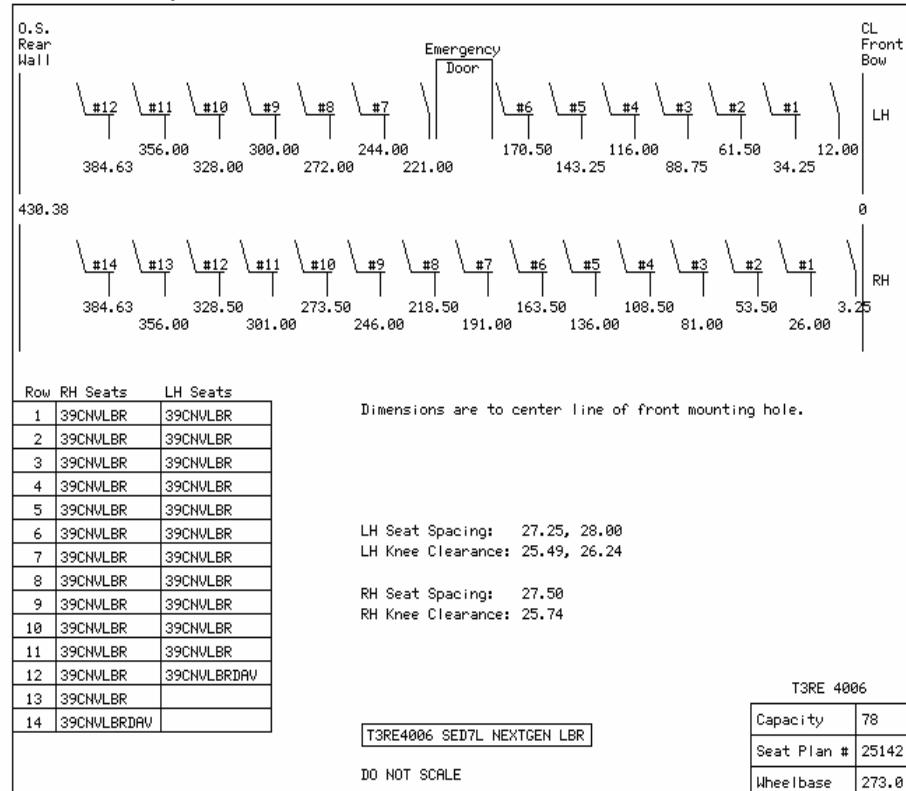 O.S. Rear Wall
CL Front Bow
Emergency Door
#12 #11 #10 #9 #8 #7 #6 #5 #4 #3 #2 #1 LH
356.00 300.00 244.00 170.50 116.00 61.50 12.00
384.63 328.00 272.00 221.00 143.25 88.75 34.25
430.38 0
#14 #13 #12 #11 #10 #9 #8 #7 #6 #5 #4 #3 #2 #1 RH
384.63 328.50 273.50 218.50 163.50 108.50 53.50 3.25
356.00 301.00 246.00 191.00 136.00 81.00 26.00
Row RH Seats LH Seats
1 39CNVLBR 39CNVLBR
2 39CNVLBR 39CNVLBR
3 39CNVLBR 39CNVLBR
4 39CNVLBR 39CNVLBR
5 39CNVLBR 39CNVLBR
6 39CNVLBR 39CNVLBR
7 39CNVLBR 39CNVLBR
8 39CNVLBR 39CNVLBR
9 39CNVLBR 39CNVLBR
10 39CNVLBR 39CNVLBR
11 39CNVLBR 39CNVLBR
12 39CNVLBR 39CNVLBRDAV
13 39CNVLBR
14 39CNVLBRDAV
Dimensions are to center line of front mounting hole.
LH Seat Spacing: 27.25, 28.00
LH Knee Clearance: 25.49, 26.24
RH Seat Spacing: 27.50
RH Knee Clearance: 25.74
T3RE4006 SED7L NEXTGEN LBR
DO NOT SCALE
T3RE 4006
Capacity 78
Seat Plan # 25142
Wheelbase 273.0